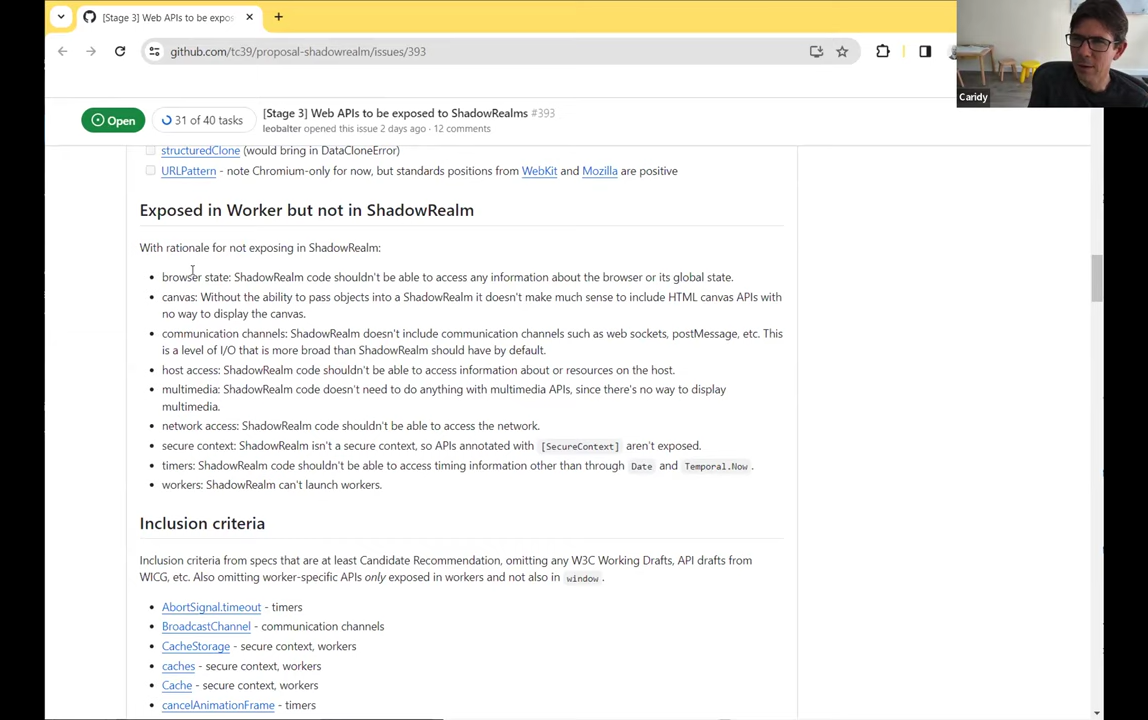 [Stage 3] Web APIs to be expos
github.com/tc39/proposal-shadowrealm/issues/393
Caridy
Open
31 of 40 tasks
[Stage 3] Web APIs to be exposed to ShadowRealms #393
leobalter opened this issue 2 days ago · 12 comments
structuredClone (would bring in DataCloneError)
URLPattern - note Chromium-only for now, but standards positions from WebKit and Mozilla are positive
Exposed in Worker but not in ShadowRealm
With rationale for not exposing in ShadowRealm:
browser state: ShadowRealm code shouldn't be able to access any information about the browser or its global state.
canvas: Without the ability to pass objects into a ShadowRealm it doesn't make much sense to include HTML canvas APIs with
no way to display the canvas.
communication channels: ShadowRealm doesn't include communication channels such as web sockets, postMessage, etc. This
is a level of I/O that is more broad than ShadowRealm should have by default.
host access: ShadowRealm code shouldn't be able to access information about or resources on the host.
multimedia: ShadowRealm code doesn't need to do anything with multimedia APIs, since there's no way to display
multimedia.
network access: ShadowRealm code shouldn't be able to access the network.
secure context: ShadowRealm isn't a secure context, so APIs annotated with [SecureContext] aren't exposed.
timers: ShadowRealm code shouldn't be able to access timing information other than through Date and Temporal.Now.
workers: ShadowRealm can't launch workers.
Inclusion criteria
Inclusion criteria from specs that are at least Candidate Recommendation, omitting any W3C Working Drafts, API drafts from
WICG, etc. Also omitting worker-specific APIs only exposed in workers and not also in window.
AbortSignal.timeout - timers
BroadcastChannel - communication channels
CacheStorage - secure context, workers
caches - secure context, workers
Cache - secure context, workers
cancelAnimationFrame - timers